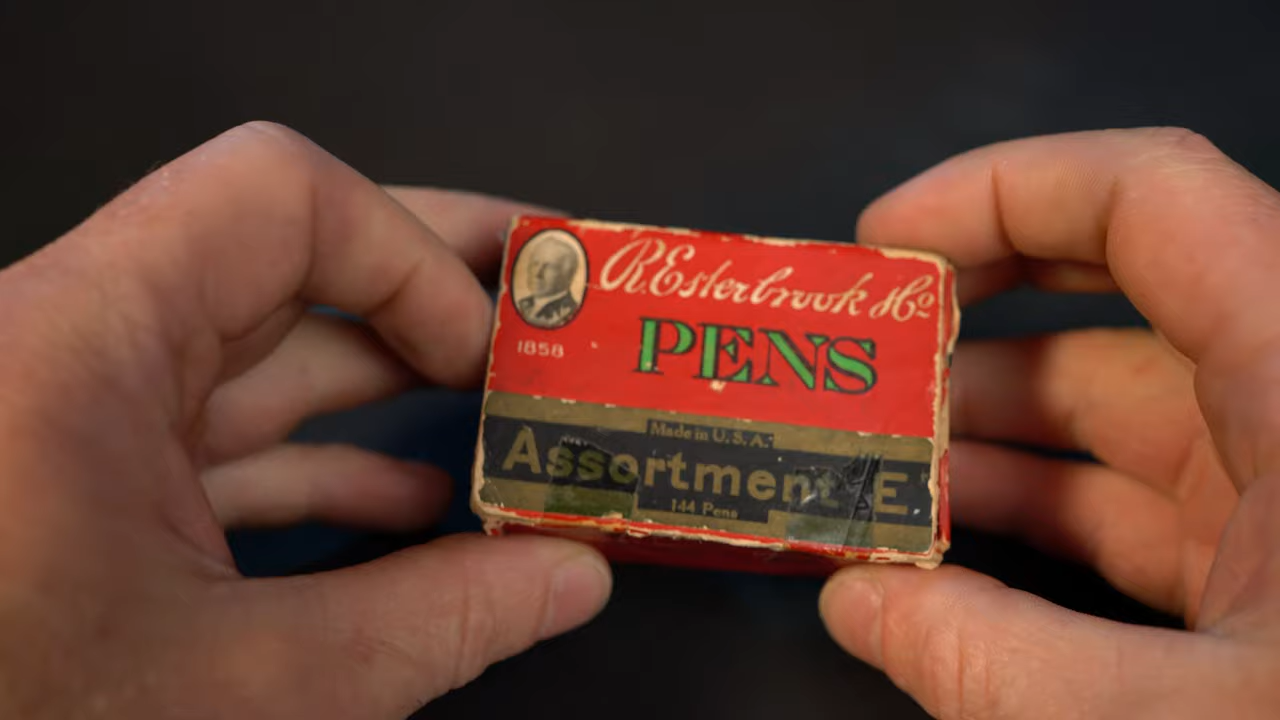 R. Esterbrook & Co
PENS
1858
Made in U.S.A.
Assortment "E"
144 Pens